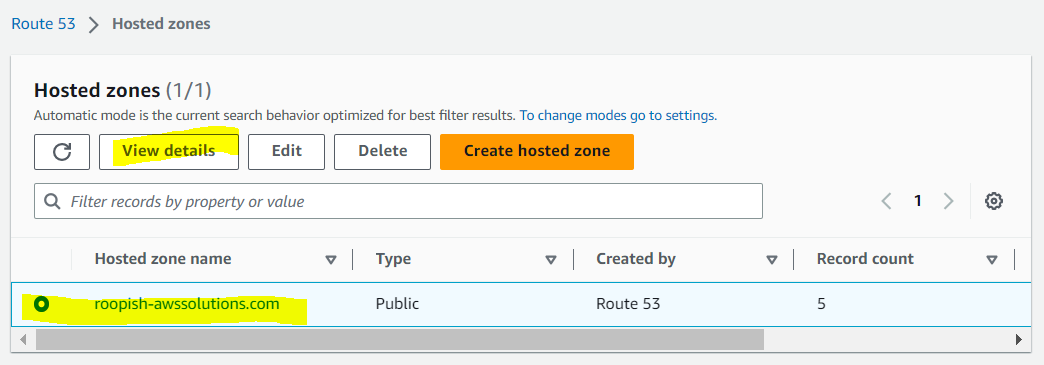 Route 53 > Hosted zones
Hosted zones (1/1)
Automatic mode is the current search behavior optimized for best filter results. To change modes go to settings.
View details Edit Delete Create hosted zone
Filter records by property or value 1
Hosted zone name Type Created by Record count
roopish-awssolutions.com Public Route 53 5